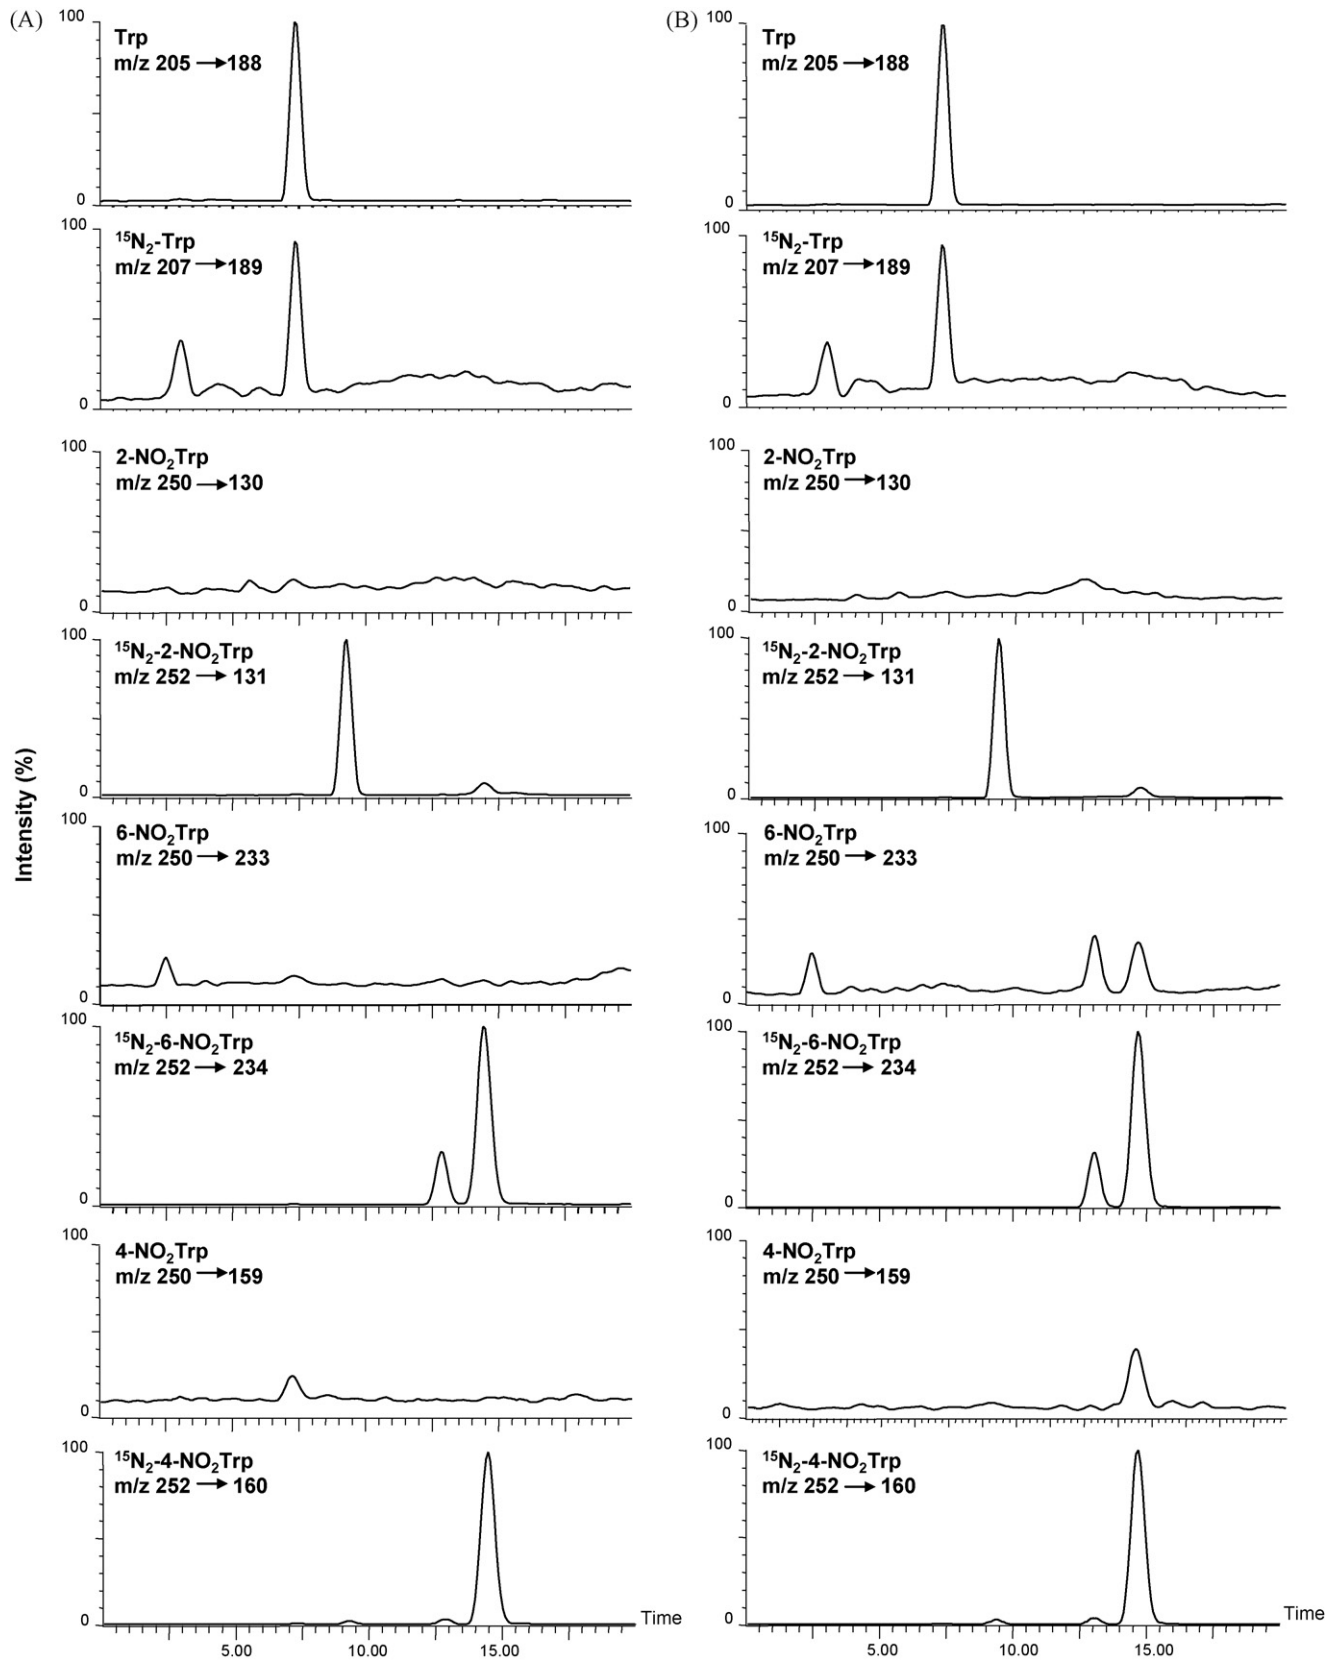 (A)
100
Trp
m/z 205 → 188
0
100
¹⁵N₂-Trp
m/z 207 → 189
0
100
2-NO₂Trp
m/z 250 → 130
0
100
¹⁵N₂-2-NO₂Trp
m/z 252 → 131
0
100
6-NO₂Trp
m/z 250 → 233
0
100
¹⁵N₂-6-NO₂Trp
m/z 252 → 234
0
100
4-NO₂Trp
m/z 250 → 159
0
100
¹⁵N₂-4-NO₂Trp
m/z 252 → 160
0
5.00 10.00 15.00
Time
Intensity (%)
(B)
100
Trp
m/z 205 → 188
0
100
¹⁵N₂-Trp
m/z 207 → 189
0
100
2-NO₂Trp
m/z 250 → 130
0
100
¹⁵N₂-2-NO₂Trp
m/z 252 → 131
0
100
6-NO₂Trp
m/z 250 → 233
0
100
¹⁵N₂-6-NO₂Trp
m/z 252 → 234
0
100
4-NO₂Trp
m/z 250 → 159
0
100
¹⁵N₂-4-NO₂Trp
m/z 252 → 160
0
5.00 10.00 15.00
Time